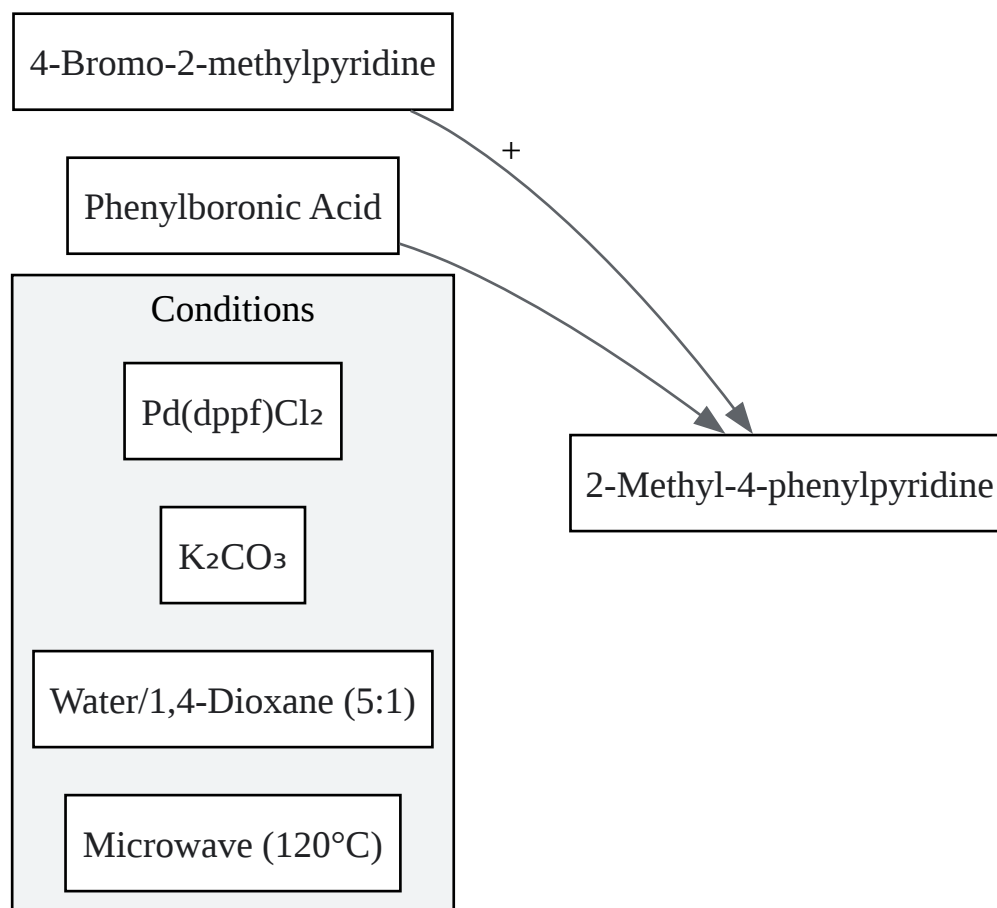 4-Bromo-2-methylpyridine
+
Phenylboronic Acid
Conditions
Pd(dppf)Cl₂
K₂CO₃
2-Methyl-4-phenylpyridine
Water/1,4-Dioxane (5:1)
Microwave (120°C)